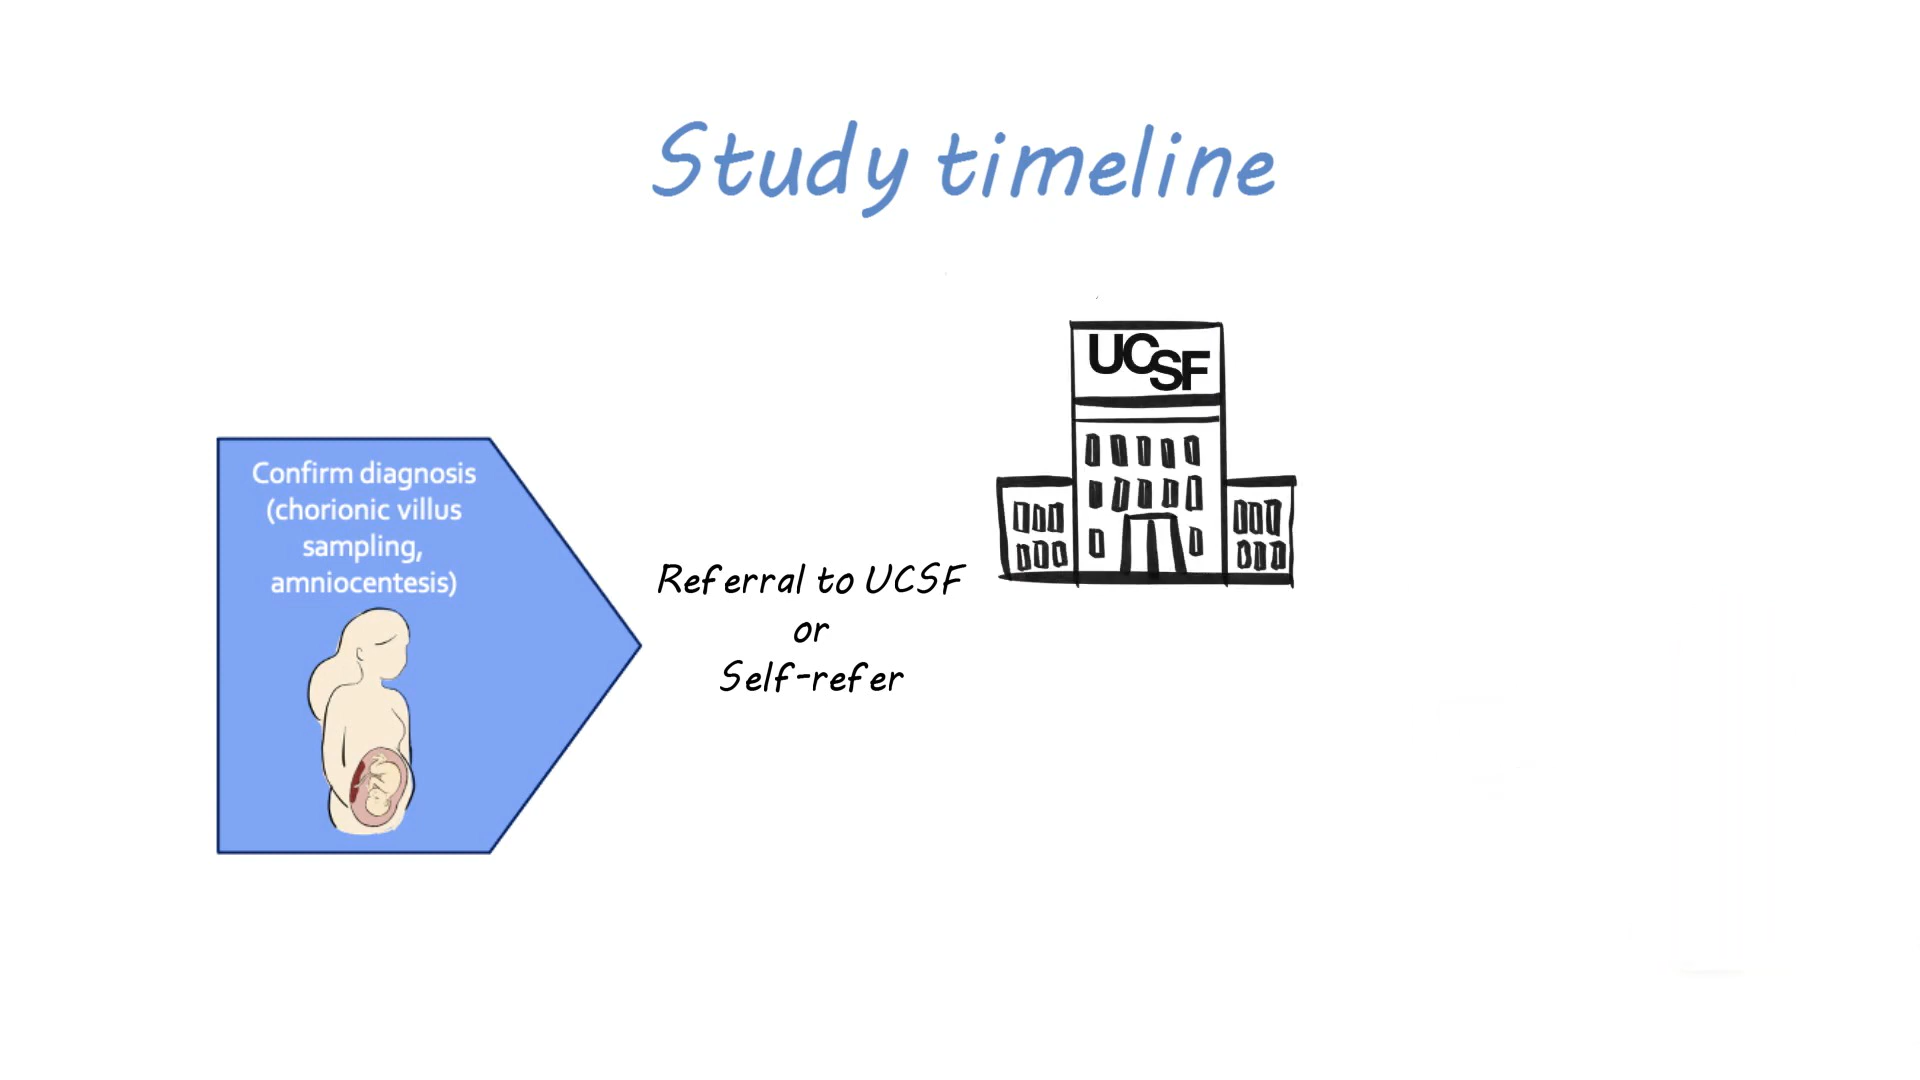 Study timeline
UCSF
Confirm diagnosis
(chorionic villus
sampling,
amniocentesis)
Referral to UCSF
or
Self-refer